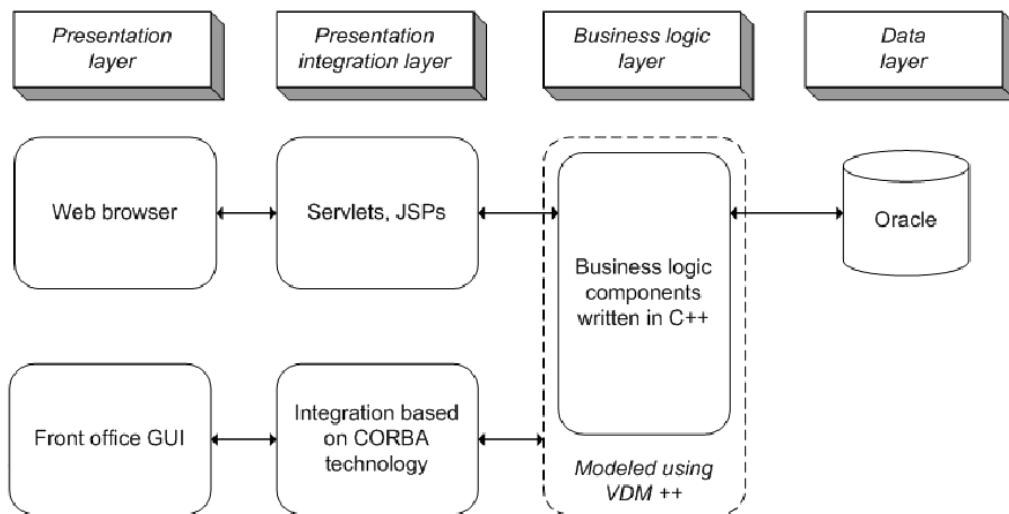 Presentation
layer
Presentation
integration layer
Business logic
layer
Data
layer
Web browser
Servlets, JSPs
Business logic
components
written in C++
Oracle
Front office GUI
Integration based
on CORBA
technology
Modeled using
VDM ++